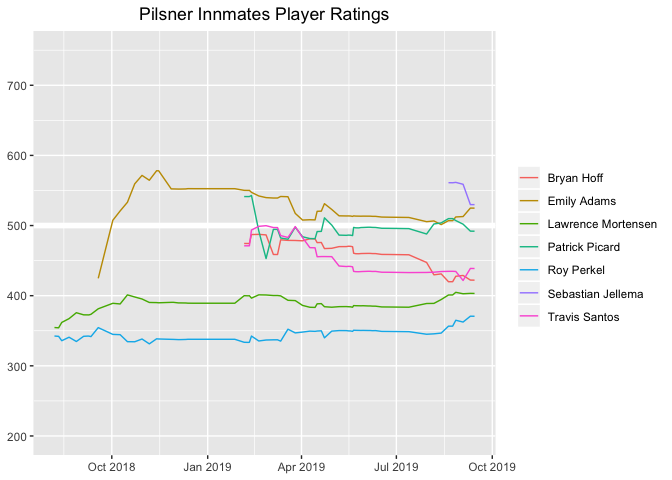 Pilsner Innmates Player Ratings
700
600
500
400
300
200
Oct 2018
Jan 2019
Apr 2019
Jul 2019
Oct 2019
Bryan Hoff
Emily Adams
Lawrence Mortensen
Patrick Picard
Roy Perkel
Sebastian Jellema
Travis Santos